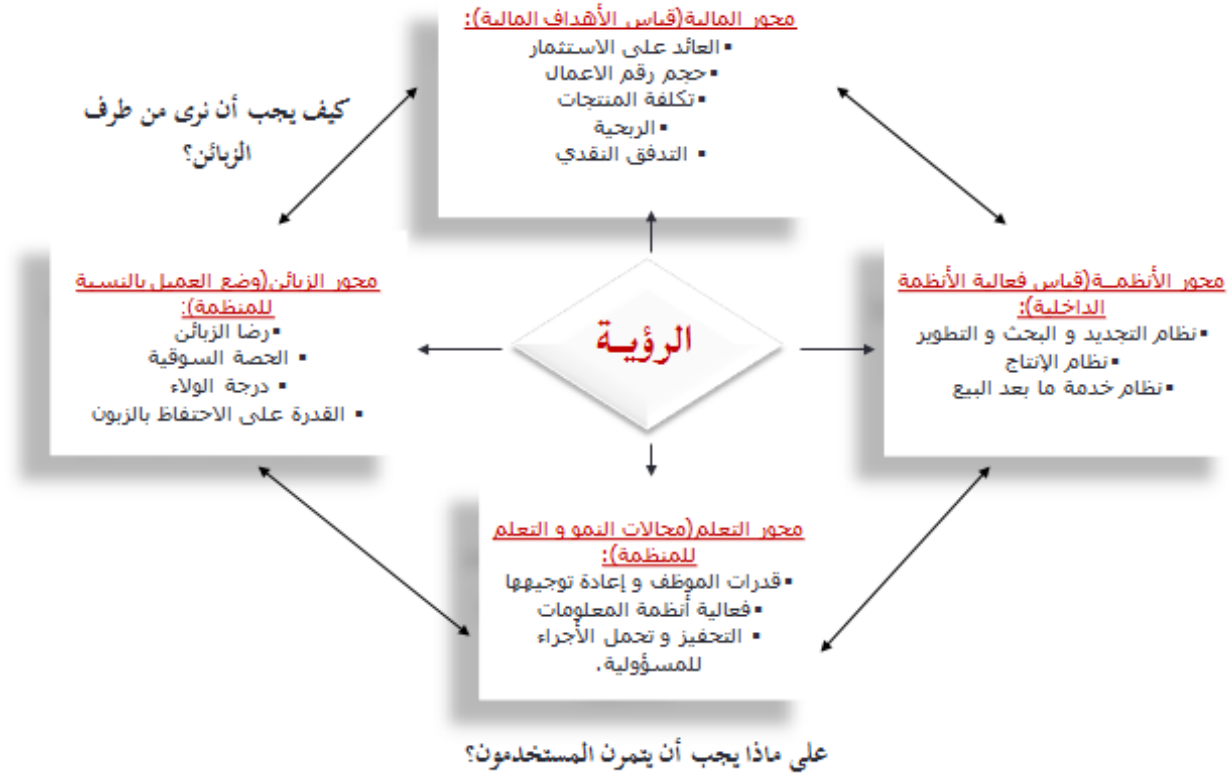 محور المالية(قياس الأهداف المالية):
▪العائد على الاستثمار
▪حجم رقم الاعمال
▪تكلفة المنتجات
▪الربحية
▪ التدفق النقدي
كيف يجب أن نرى من طرف
الزبائن؟
محور الزبائن(وضع العميل بالنسبة
للمنظمة):
▪رضا الزبائن
▪ الحصة السوقية
▪ درجة الولاء
▪ القدرة على الاحتفاظ بالزبون
الرؤيــة
محور الأنظمــة(قياس فعالية الأنظمة
الداخلية):
▪نظام التجديد و البحث و التطوير
▪نظام الإنتاج
▪نظام خدمة ما بعد البيع
محور التعلم(مجالات النمو و التعلم
للمنظمة):
▪قدرات الموظف و إعادة توجيهها
▪فعالية أنظمة المعلومات
▪ التحفيز و تحمل الأجراء
للمسؤولية.
على ماذا يجب أن يتمرن المستخدمون؟